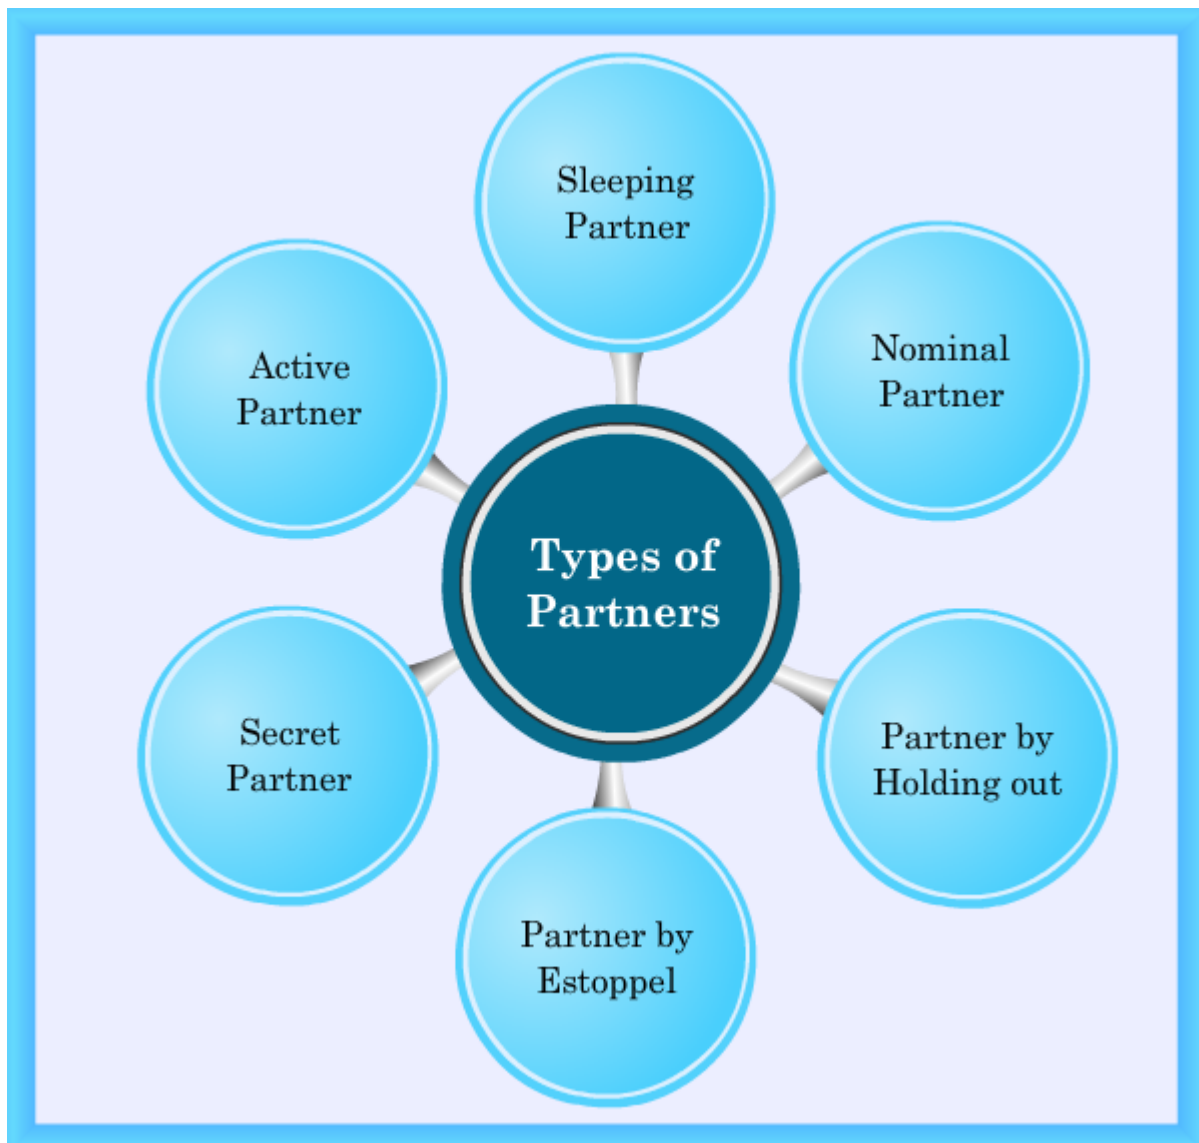 Sleeping
Partner
Nominal
Partner
Active
Partner
Types of
Partners
Secret
Partner
Partner by
Holding out
Partner by
Estoppel